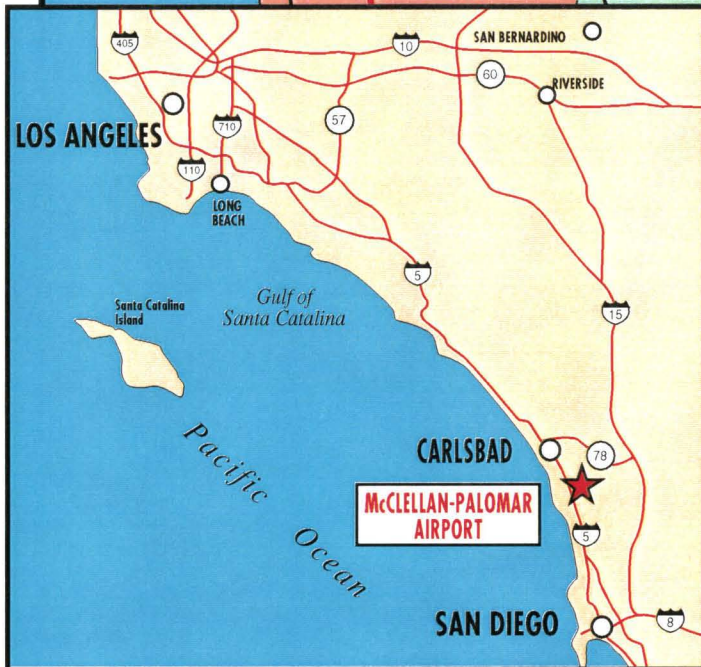 405
10
SAN BERNARDINO
60
RIVERSIDE
57
LOS ANGELES
710
110
LONG
BEACH
5
Santa Catalina
Island
Gulf of
Santa Catalina
15
Pacific Ocean
CARLSBAD
78
McCLELLAN-PALOMAR
AIRPORT
5
SAN DIEGO
8